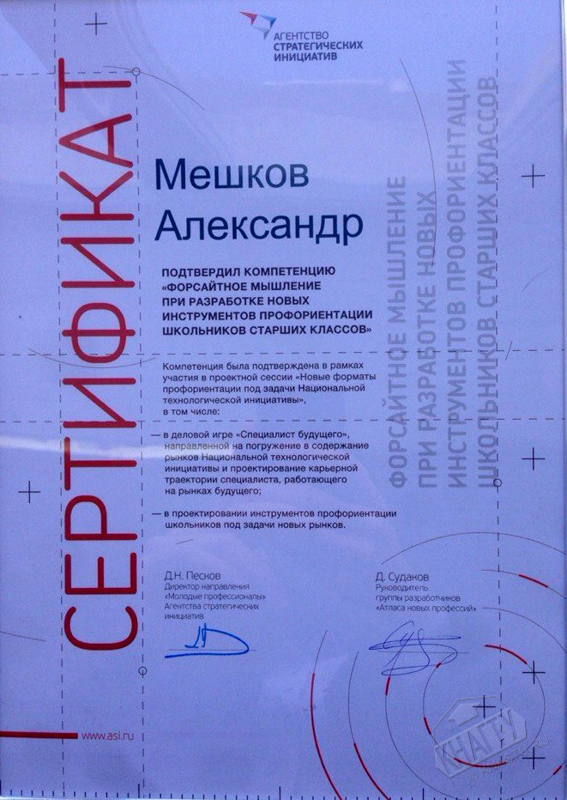 АГЕНТСТВО
СТРАТЕГИЧЕСКИХ
ИНИЦИАТИВ
СЕРТИФИКАТ
Мешков
Александр
ПОДТВЕРДИЛ КОМПЕТЕНЦИЮ
«ФОРСАЙТНОЕ МЫШЛЕНИЕ
ПРИ РАЗРАБОТКЕ НОВЫХ
ИНСТРУМЕНТОВ ПРОФОРИЕНТАЦИИ
ШКОЛЬНИКОВ СТАРШИХ КЛАССОВ»
Компетенция была подтверждена в рамках
участия в проектной сессии «Новые форматы
профориентации под задачи Национальной
технологической инициативы»,
в том числе:
— в деловой игре «Специалист будущего»,
направленной на погружение в содержание
рынков Национальной технологической
инициативы и проектирование карьерной
траектории специалиста, работающего
на рынках будущего;
— в проектировании инструментов профориентации
школьников под задачи новых рынков.
ФОРСАЙТНОЕ МЫШЛЕНИЕ
ПРИ РАЗРАБОТКЕ НОВЫХ
ИНСТРУМЕНТОВ ПРОФОРИЕНТАЦИИ
ШКОЛЬНИКОВ СТАРШИХ КЛАССОВ
Д.Н. Песков
Директор направления
«Молодые профессионалы»
Агентства стратегических
инициатив
Д. Судаков
Руководитель
группы разработчиков
«Атласа новых профессий»
www.asi.ru
КНАГТУ